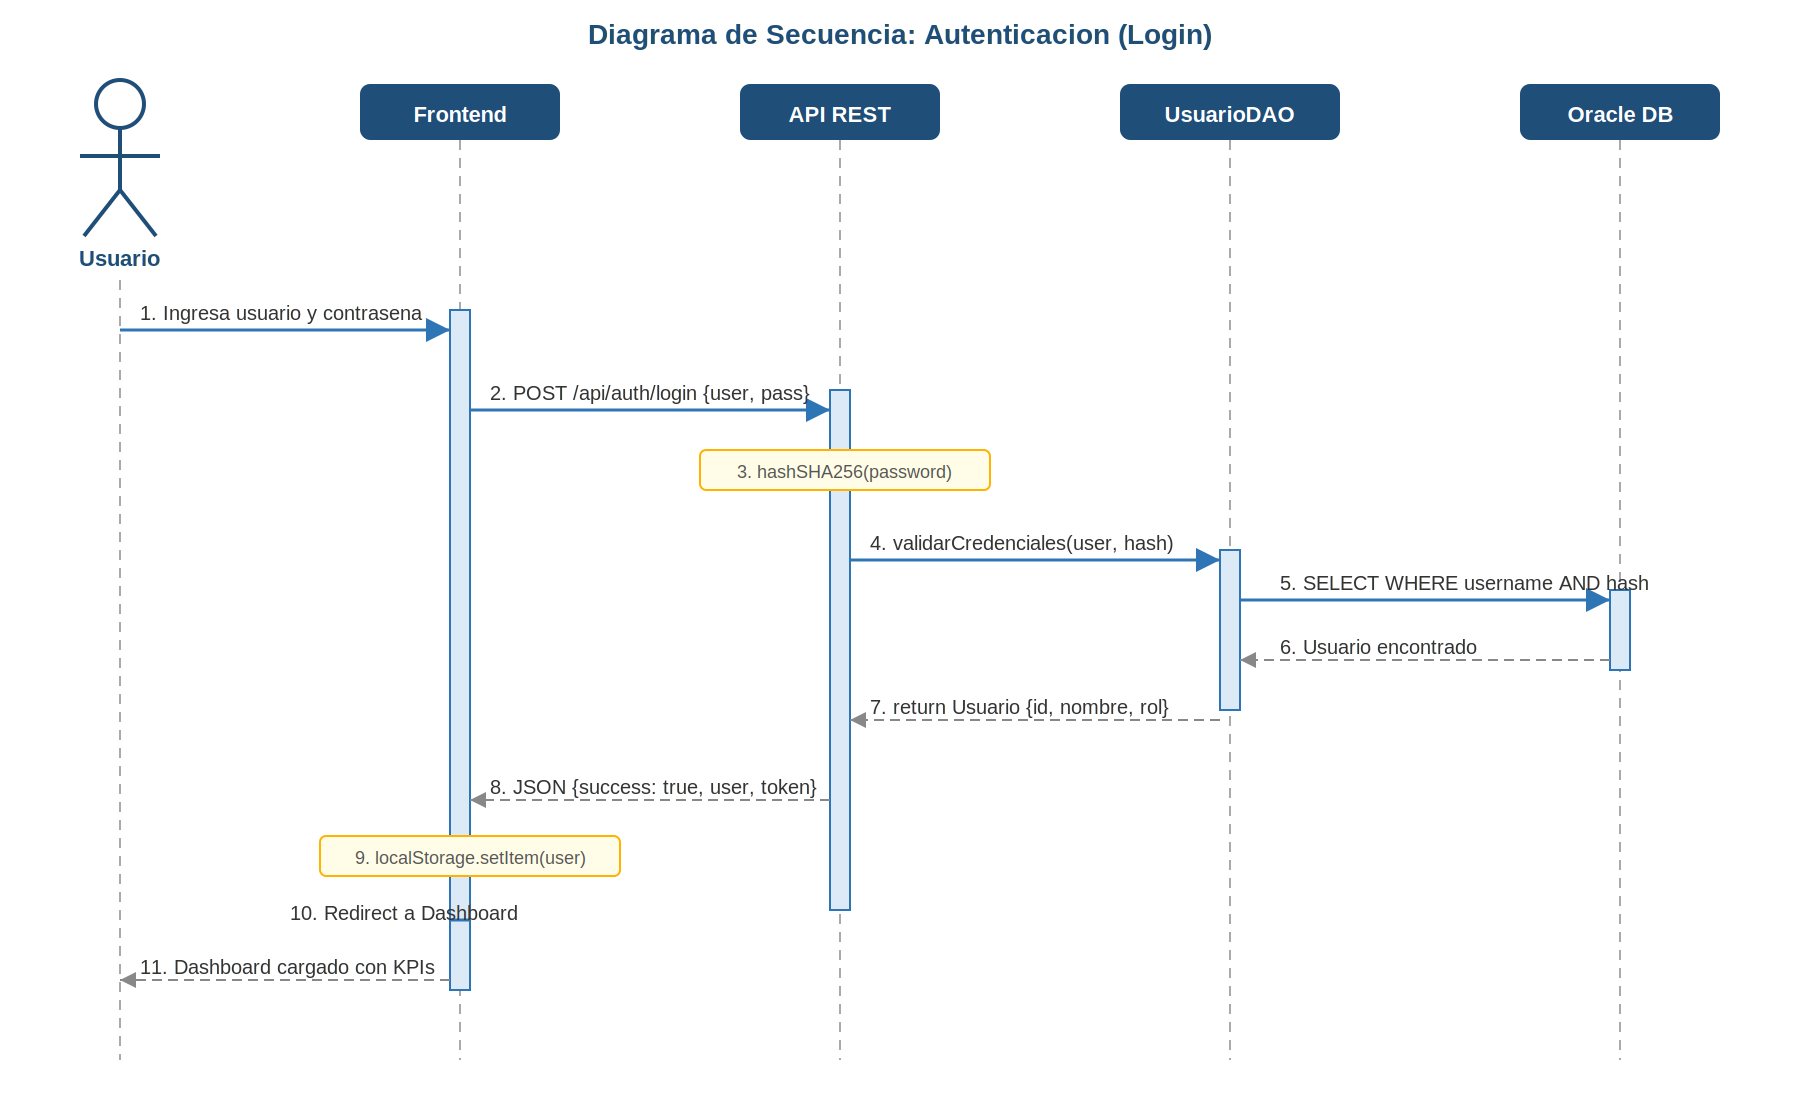 Diagrama de Secuencia: Autenticacion (Login)
Frontend
API REST
UsuarioDAO
Oracle DB
Usuario
1. Ingresa usuario y contrasena
2. POST /api/auth/login {user, pass}
3. hashSHA256(password)
4. validarCredenciales(user, hash)
5. SELECT WHERE username AND hash
6. Usuario encontrado
7. return Usuario {id, nombre, rol}
8. JSON {success: true, user, token}
9. localStorage.setItem(user)
10. Redirect a Dashboard
11. Dashboard cargado con KPIs